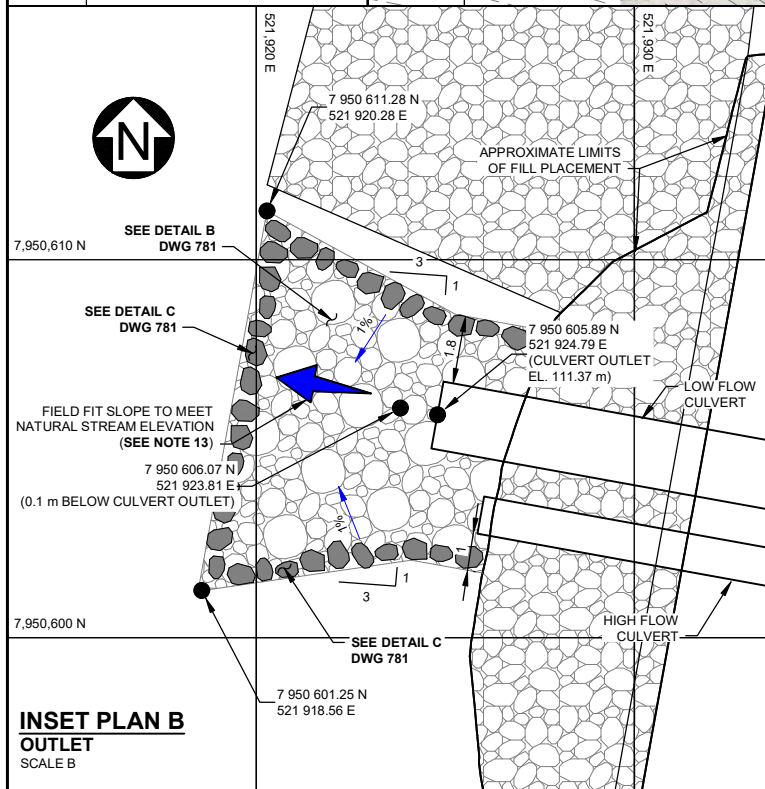 521,920 E
521,930 E
7 950 611.28 N
521 920.28 E
N
APPROXIMATE LIMITS
OF FILL PLACEMENT
SEE DETAIL B
DWG 781
7,950,610 N
3
1
SEE DETAIL C
DWG 781
1%
1.8
7 950 605.89 N
521 924.79 E
(CULVERT OUTLET
EL. 111.37 m)
LOW FLOW
CULVERT
FIELD FIT SLOPE TO MEET
NATURAL STREAM ELEVATION
(SEE NOTE 13)
7 950 606.07 N
521 923.81 E
(0.1 m BELOW CULVERT OUTLET)
1%
1
1
3
7,950,600 N
HIGH FLOW
CULVERT
SEE DETAIL C
DWG 781
7 950 601.25 N
521 918.56 E
INSET PLAN B
OUTLET
SCALE B